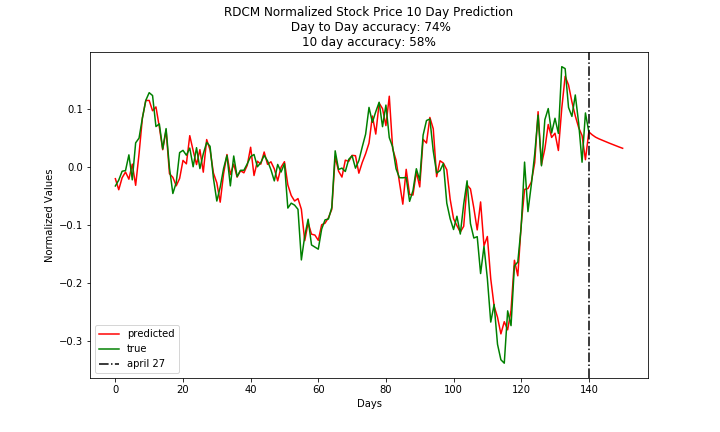 RDCM Normalized Stock Price 10 Day Prediction
Day to Day accuracy: 74%
10 day accuracy: 58%
Normalized Values
0.1
0.0
−0.1
−0.2
−0.3
predicted
true
april 27
0 20 40 60 80 100 120 140
Days